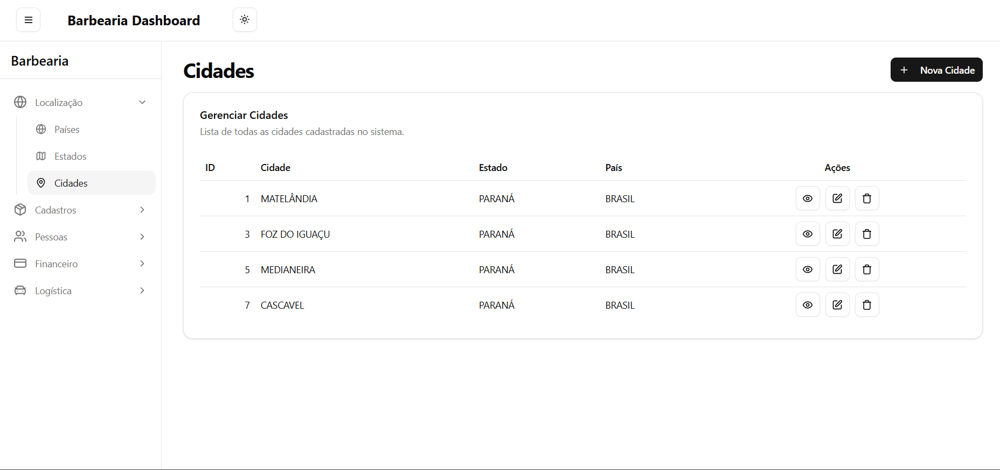 Barbearia Dashboard
Barbearia
Localização
Países
Estados
Cidades
Cadastros
Pessoas
Financeiro
Logística
Cidades
+ Nova Cidade
Gerenciar Cidades
Lista de todas as cidades cadastradas no sistema.
ID Cidade Estado País Ações
1 MATELÂNDIA PARANÁ BRASIL
3 FOZ DO IGUAÇU PARANÁ BRASIL
5 MEDIANEIRA PARANÁ BRASIL
7 CASCAVEL PARANÁ BRASIL